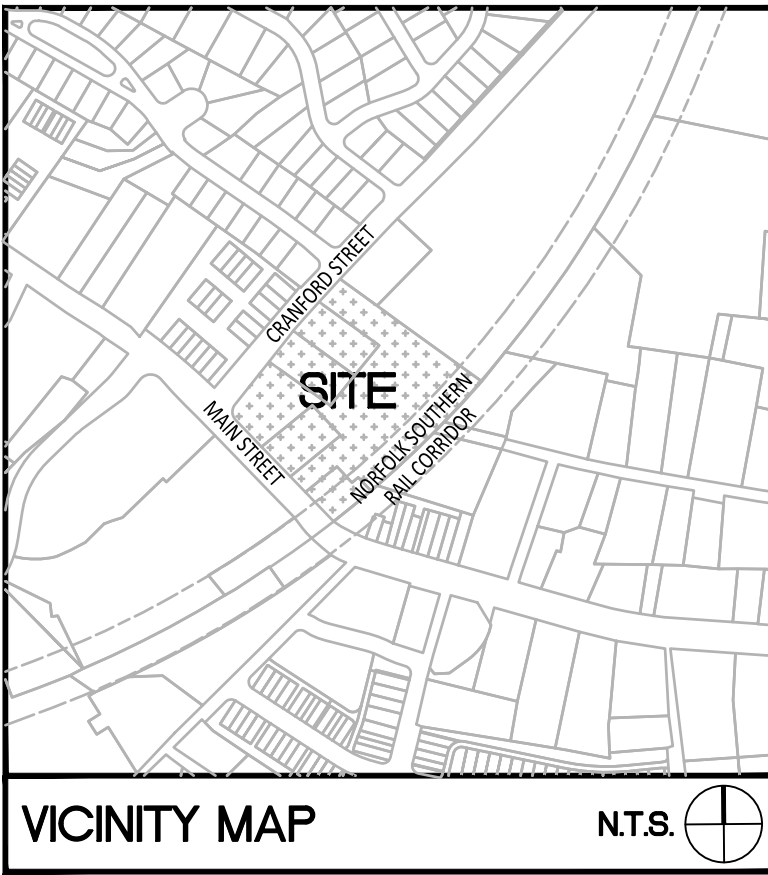 CRANFORD STREET
SITE
MAIN STREET
NORFOLK SOUTHERN
RAIL CORRIDOR
VICINITY MAP
N.T.S.